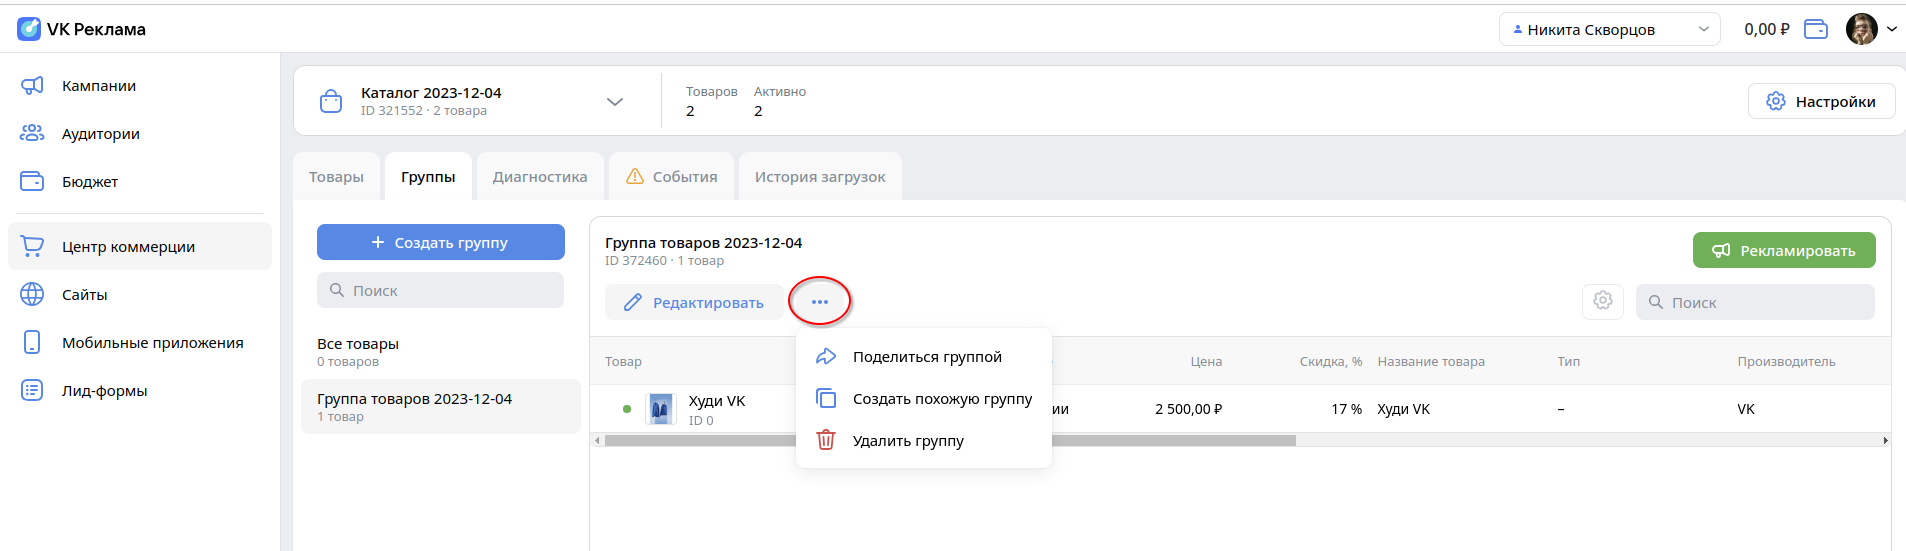 VK Реклама
Никита Скворцов
0,00 ₽
Кампании
Аудитории
Бюджет
Центр коммерции
Сайты
Мобильные приложения
Лид-формы
Каталог 2023-12-04
ID 321552 · 2 товара
Товаров Активно
2 2
Настройки
Товары Группы Диагностика События История загрузок
+ Создать группу
Поиск
Все товары
0 товаров
Группа товаров 2023-12-04
1 товар
Группа товаров 2023-12-04
ID 372460 · 1 товар
Рекламировать
Редактировать
Поиск
Поделиться группой
Создать похожую группу
Удалить группу
Товар Цена Скидка, % Название товара Тип Производитель
Худи VK ии 2 500,00 ₽ 17 % Худи VK – VK
ID 0